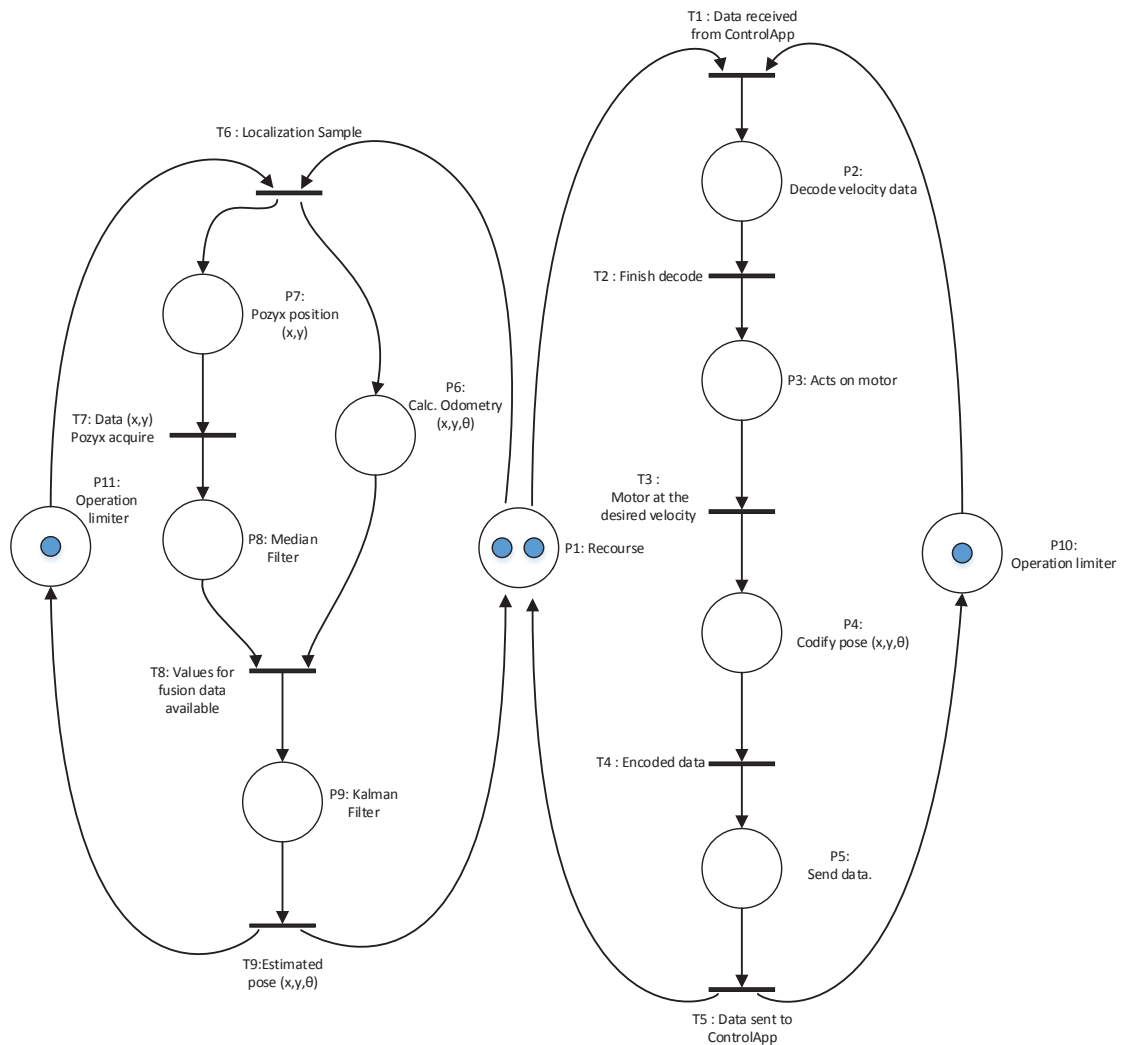 T1 : Data received
from ControlApp
T6 : Localization Sample
P2:
Decode velocity data
T2 : Finish decode
P7:
Pozyx position
(x,y)
P3: Acts on motor
P6:
Calc. Odometry
(x,y,θ)
T7: Data (x,y)
Pozyx acquire
P11:
Operation
limiter
P8: Median
Filter
P1: Recourse
T3 :
Motor at the
desired velocity
P10:
Operation limiter
P4:
Codify pose (x,y,θ)
T8: Values for
fusion data
available
T4 : Encoded data
P9: Kalman
Filter
P5:
Send data.
T9:Estimated
pose (x,y,θ)
T5 : Data sent to
ControlApp